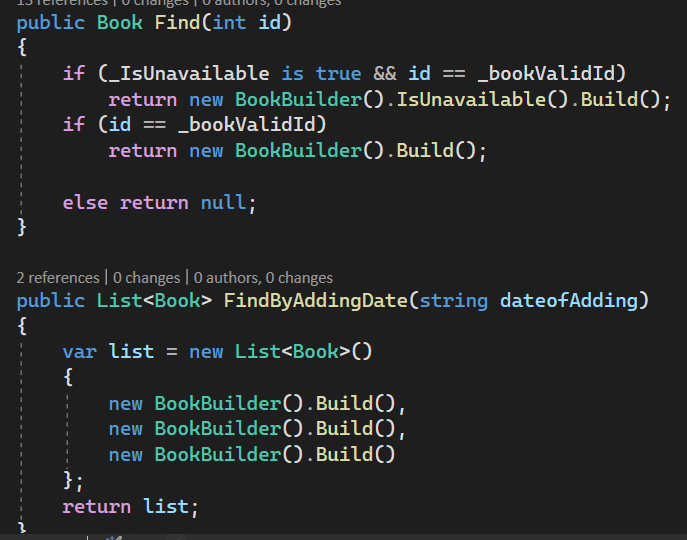 13 references | 0 changes | 0 authors, 0 changes
public Book Find(int id)
{
    if (_IsUnavailable is true && id == _bookValidId)
        return new BookBuilder().IsUnavailable().Build();
    if (id == _bookValidId)
        return new BookBuilder().Build();

    else return null;
}

2 references | 0 changes | 0 authors, 0 changes
public List<Book> FindByAddingDate(string dateofAdding)
{
    var list = new List<Book>()
    {
        new BookBuilder().Build(),
        new BookBuilder().Build(),
        new BookBuilder().Build()
    };
    return list;
}